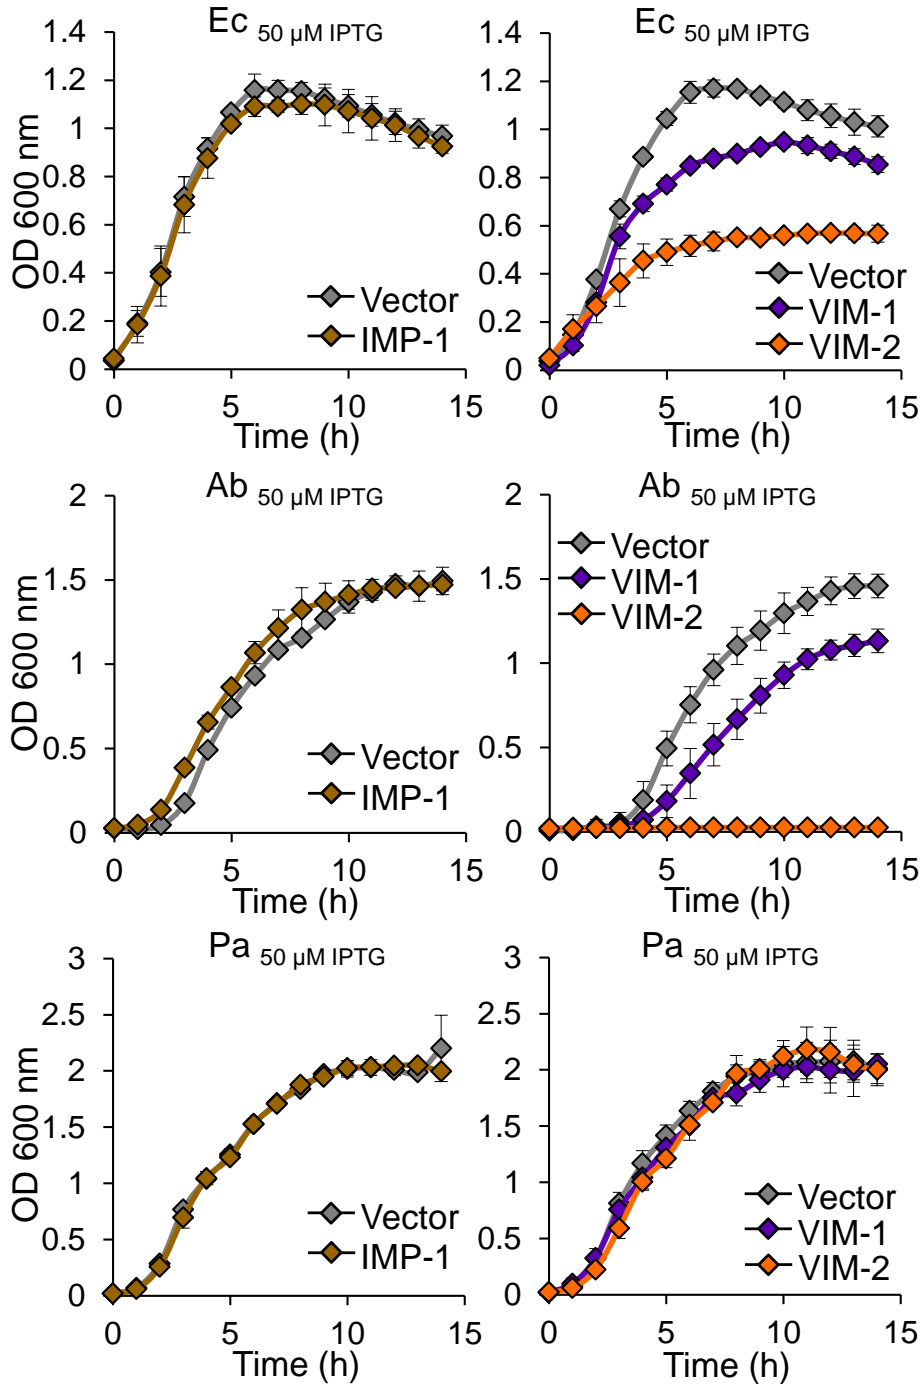 Ec 50 µM IPTG
1.4
1.2
1
0.8
0.6
0.4
0.2
0
OD 600 nm
Vector
IMP-1
0 5 10 15
Time (h)
Ec 50 µM IPTG
1.4
1.2
1
0.8
0.6
0.4
0.2
0
Vector
VIM-1
VIM-2
0 5 10 15
Time (h)
Ab 50 µM IPTG
2
1.5
1
0.5
0
OD 600 nm
Vector
IMP-1
0 5 10 15
Time (h)
Ab 50 µM IPTG
2
1.5
1
0.5
0
Vector
VIM-1
VIM-2
0 5 10 15
Time (h)
Pa 50 µM IPTG
3
2.5
2
1.5
1
0.5
0
OD 600 nm
Vector
IMP-1
0 5 10 15
Time (h)
Pa 50 µM IPTG
3
2.5
2
1.5
1
0.5
0
Vector
VIM-1
VIM-2
0 5 10 15
Time (h)